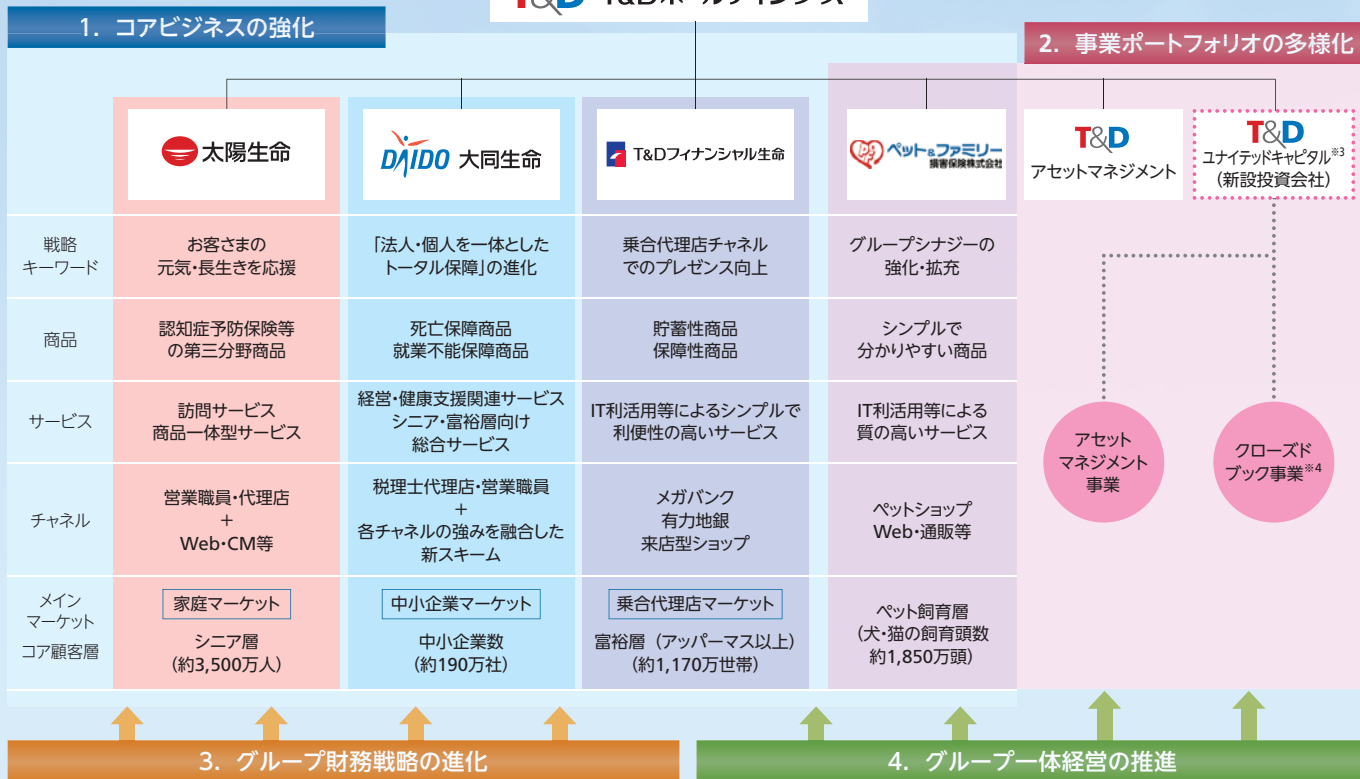 T&D T&Dホールディングス
1. コアビジネスの強化
2. 事業ポートフォリオの多様化
太陽生命
DAIDO 大同生命
T&Dフィナンシャル生命
ペット&ファミリー
損害保険株式会社
T&D
アセットマネジメント
T&D
ユナイテッドキャピタル※3
(新設投資会社)
戦略
キーワード
お客さまの
元気・長生きを応援
「法人・個人を一体とした
トータル保障」の進化
乗合代理店チャネル
でのプレゼンス向上
グループシナジーの
強化・拡充
商品
認知症予防保険等
の第三分野商品
死亡保障商品
就業不能保障商品
貯蓄性商品
保障性商品
シンプルで
分かりやすい商品
サービス
訪問サービス
商品一体型サービス
経営・健康支援関連サービス
シニア・富裕層向け
総合サービス
IT利活用等によるシンプルで
利便性の高いサービス
IT利活用等による
質の高いサービス
アセット
マネジメント
事業
クローズド
ブック事業※4
チャネル
営業職員・代理店
+
Web・CM等
税理士代理店・営業職員
+
各チャネルの強みを融合した
新スキーム
メガバンク
有力地銀
来店型ショップ
ペットショップ
Web・通販等
メイン
マーケット
コア顧客層
家庭マーケット
シニア層
(約3,500万人)
中小企業マーケット
中小企業数
(約190万社)
乗合代理店マーケット
富裕層(アッパーマス以上)
(約1,170万世帯)
ペット飼育層
(犬・猫の飼育頭数
約1,850万頭)
3. グループ財務戦略の進化
4. グループ一体経営の推進